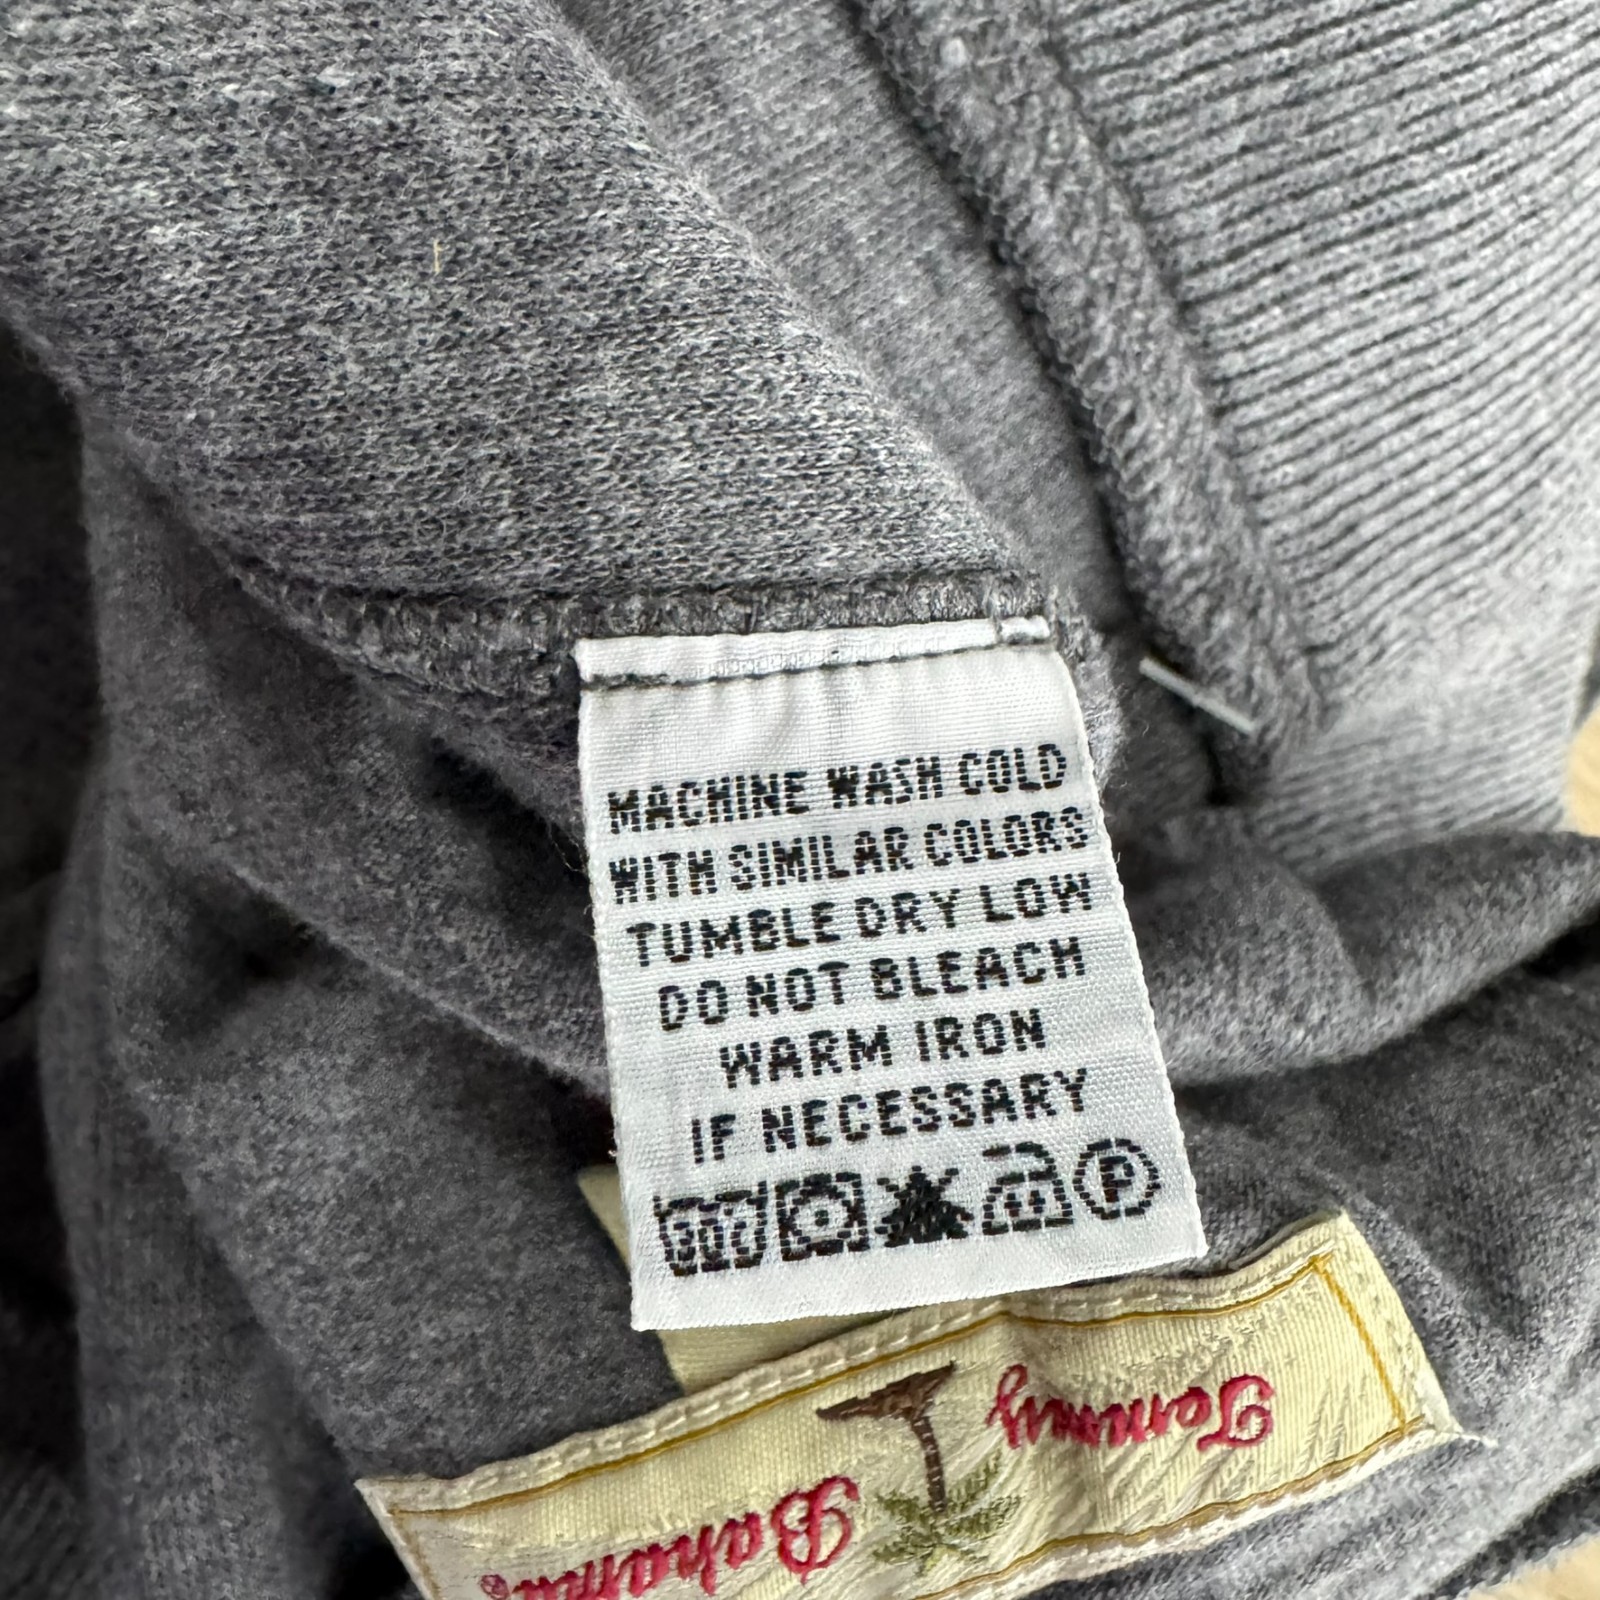 MACHINE WASH COLD
WITH SIMILAR COLORS
TUMBLE DRY LOW
DO NOT BLEACH
WARM IRON
IF NECESSARY
30
P
Tommy
Bahama®